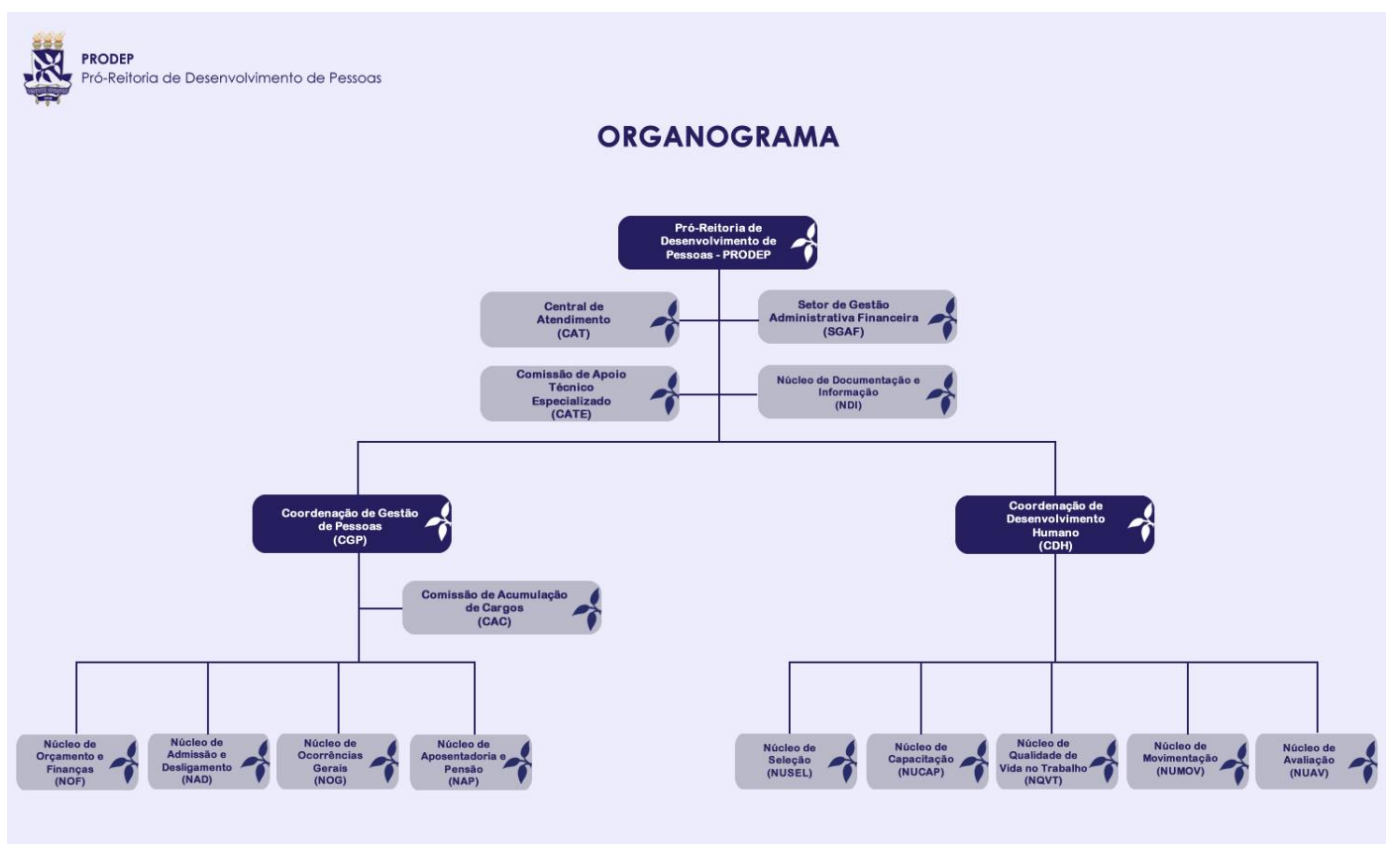 PRODEP
Pró-Reitoria de Desenvolvimento de Pessoas
ORGANOGRAMA
Pró-Reitoria de
Desenvolvimento de
Pessoas - PRODEP
Central de
Atendimento
(CAT)
Setor de Gestão
Administrativa Financeira
(SGAF)
Comissão de Apoio
Técnico
Especializado
(CATE)
Núcleo de Documentação e
Informação
(NDI)
Coordenação de Gestão
de Pessoas
(CGP)
Coordenação de
Desenvolvimento
Humano
(CDH)
Comissão de Acumulação
de Cargos
(CAC)
Núcleo de
Orçamento e
Finanças
(NOF)
Núcleo de
Admissão e
Desligamento
(NAD)
Núcleo de
Ocorrências
Gerais
(NOG)
Núcleo de
Aposentadoria e
Pensão
(NAP)
Núcleo de
Seleção
(NUSEL)
Núcleo de
Capacitação
(NUCAP)
Núcleo de
Qualidade de
Vida no Trabalho
(NQVT)
Núcleo de
Movimentação
(NUMOV)
Núcleo de
Avaliação
(NUAV)